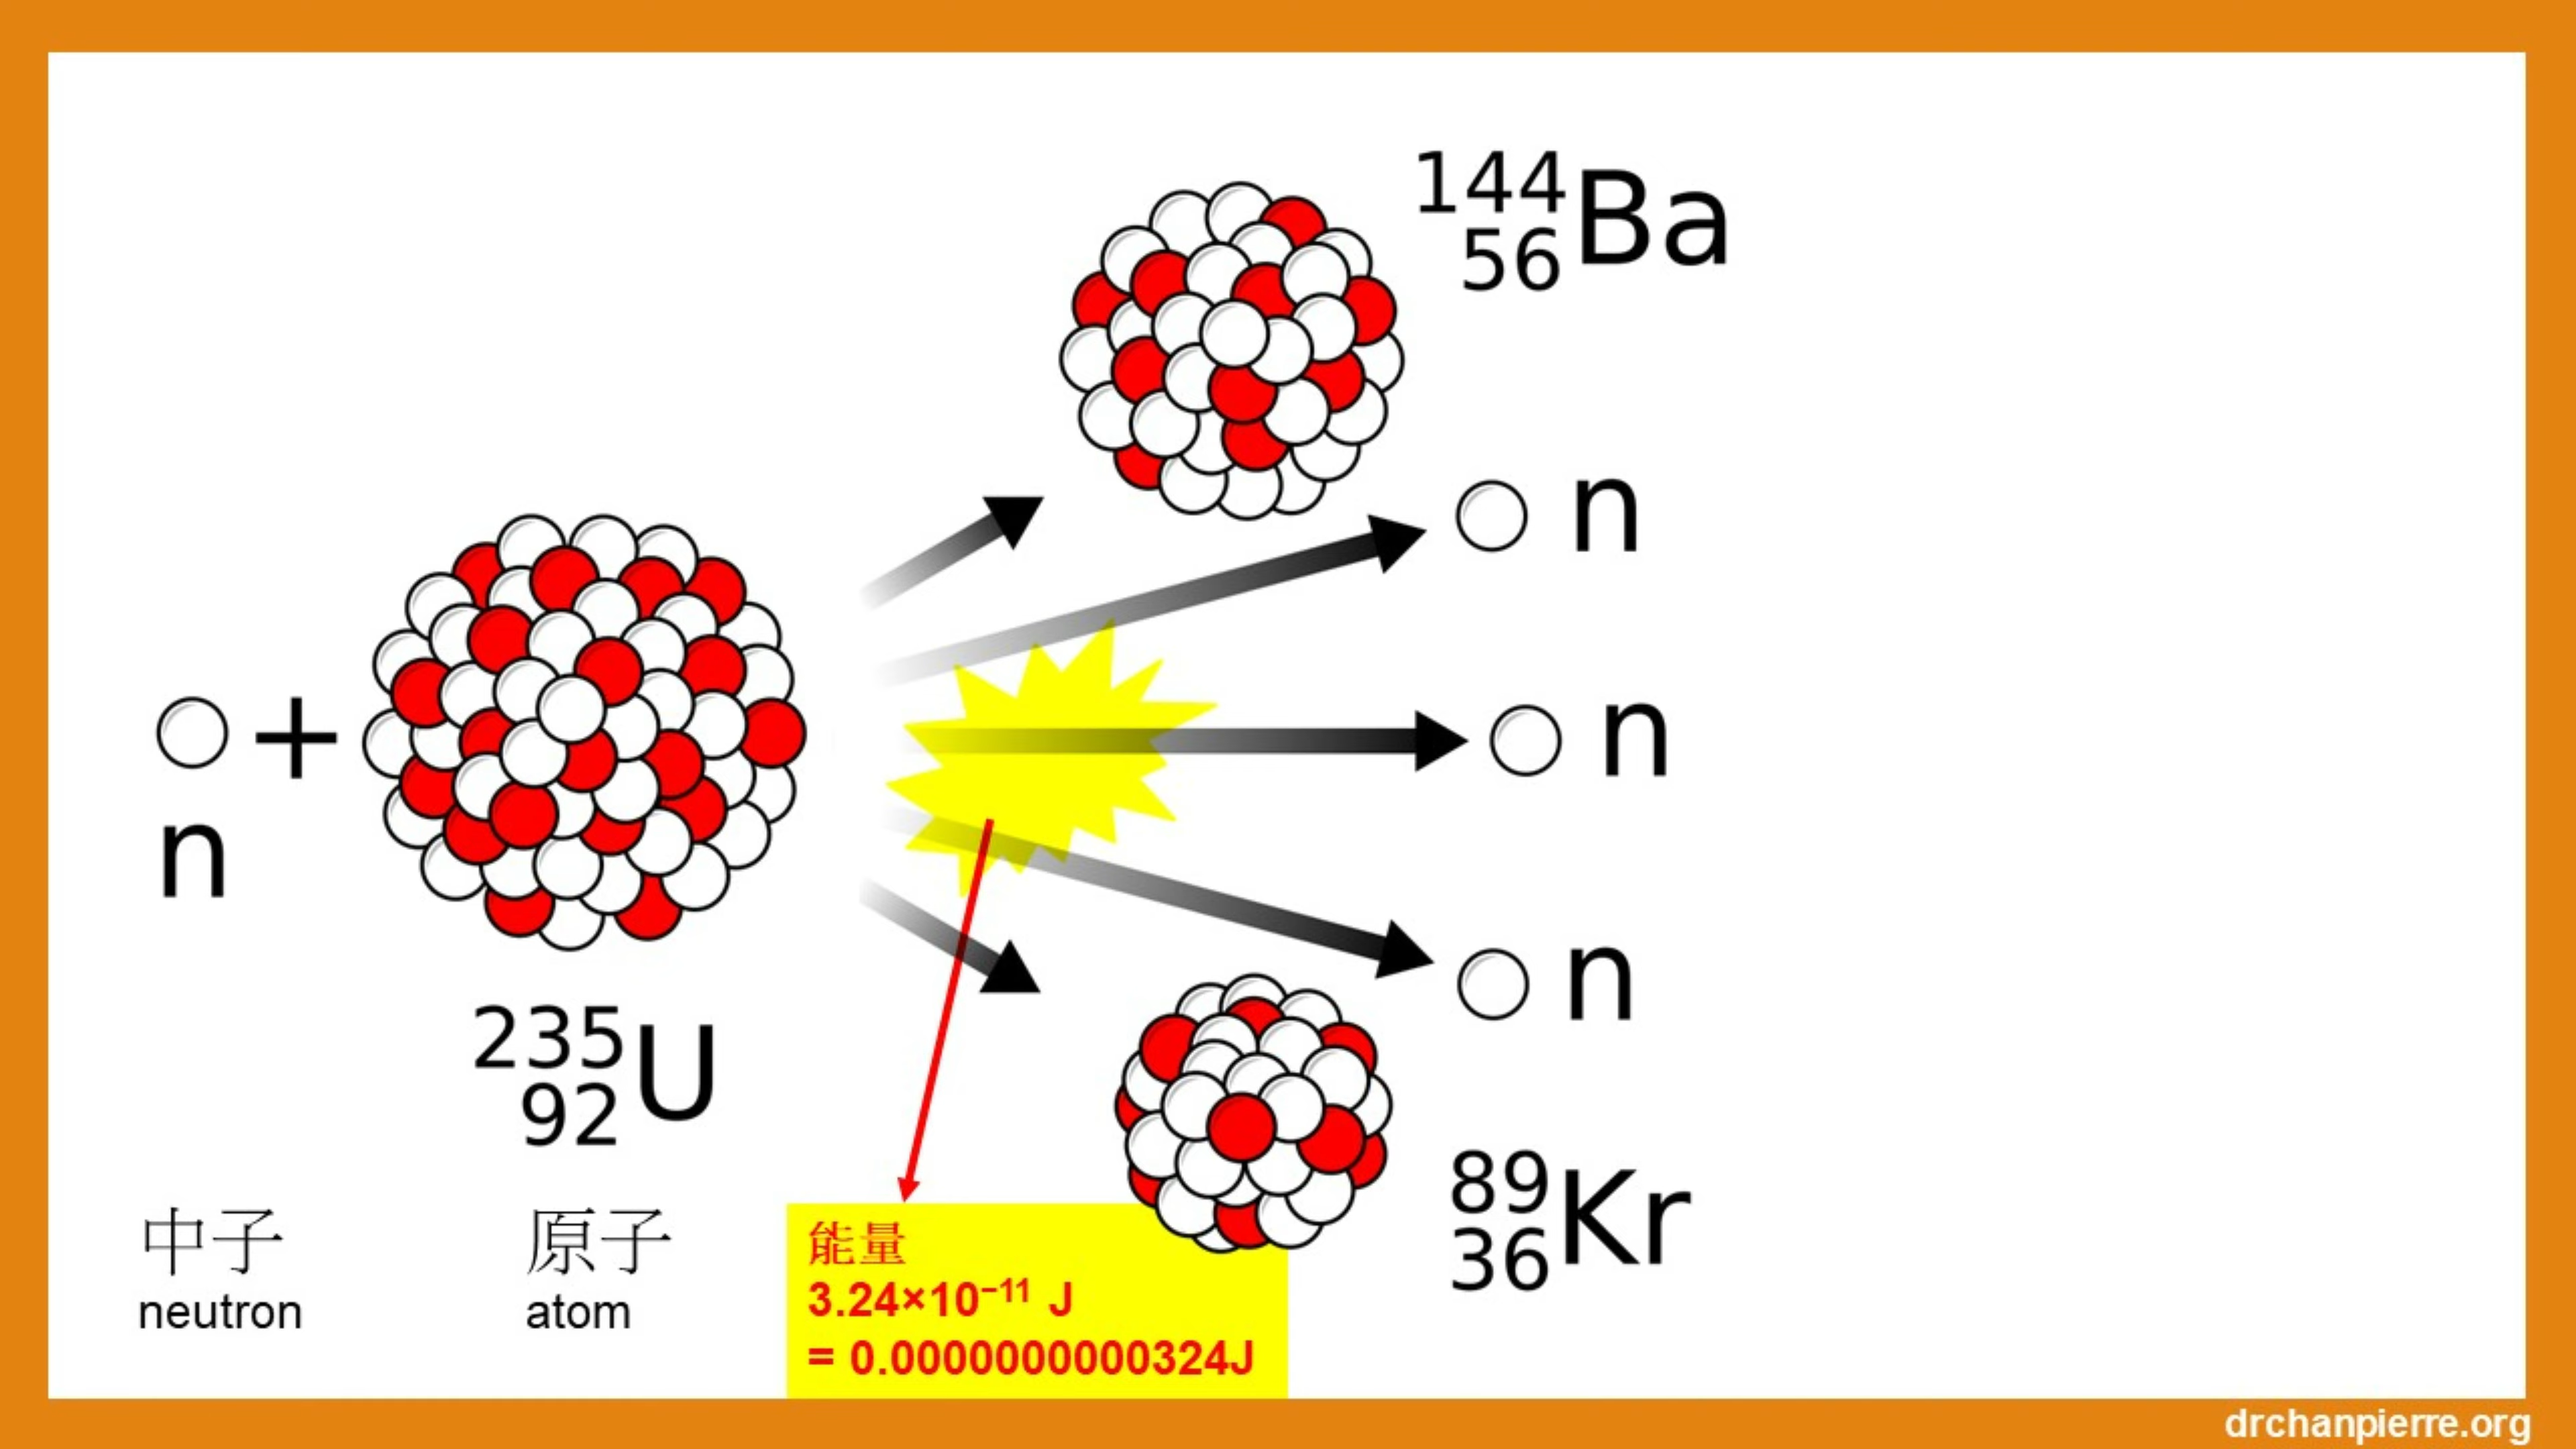 144
56Ba
n
+
n
n
n
235
92U
89
36Kr
中子
neutron
原子
atom
能量
3.24×10⁻¹¹ J
= 0.0000000000324J
drchanpierre.org